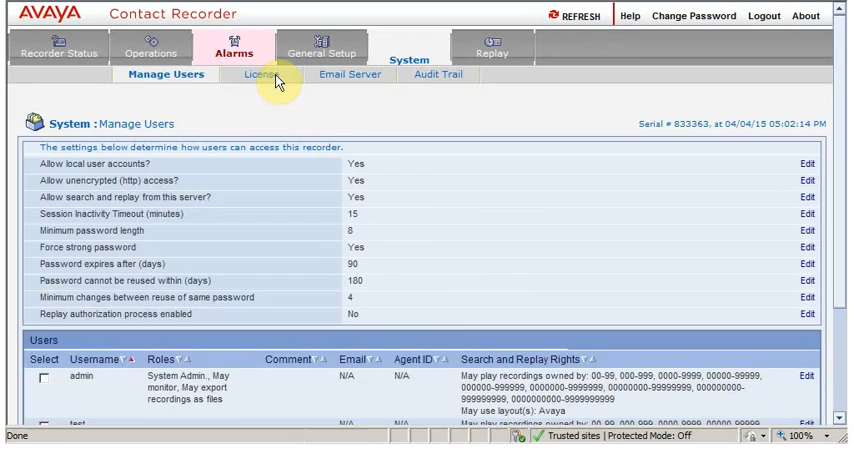 AVAYA Contact Recorder REFRESH Help Change Password Logout About
Recorder Status Operations Alarms General Setup System Replay
Manage Users License Email Server Audit Trail
System : Manage Users Serial # 833363, at 04/04/15 05:02:14 PM
The settings below determine how users can access this recorder.
Allow local user accounts? Yes Edit
Allow unencrypted (http) access? Yes Edit
Allow search and replay from this server? Yes Edit
Session Inactivity Timeout (minutes) 15 Edit
Minimum password length 8 Edit
Force strong password Yes Edit
Password expires after (days) 90 Edit
Password cannot be reused within (days) 180 Edit
Minimum changes between reuse of same password 4 Edit
Replay authorization process enabled No Edit
Users
Select Username Roles Comment Email Agent ID Search and Replay Rights
admin System Admin., May N/A N/A May play recordings owned by: 00-99, 000-999, 0000-9999, 00000-99999, Edit
monitor, May export 000000-999999, 0000000-9999999, 00000000-99999999, 000000000-
recordings as files 999999999, 0000000000-9999999999
May use layout(s): Avaya
test N/A N/A May play recordings owned by: 00-99, 000-999, 0000-9999, 00000-99999, Edit
Done Trusted sites | Protected Mode: Off 100%